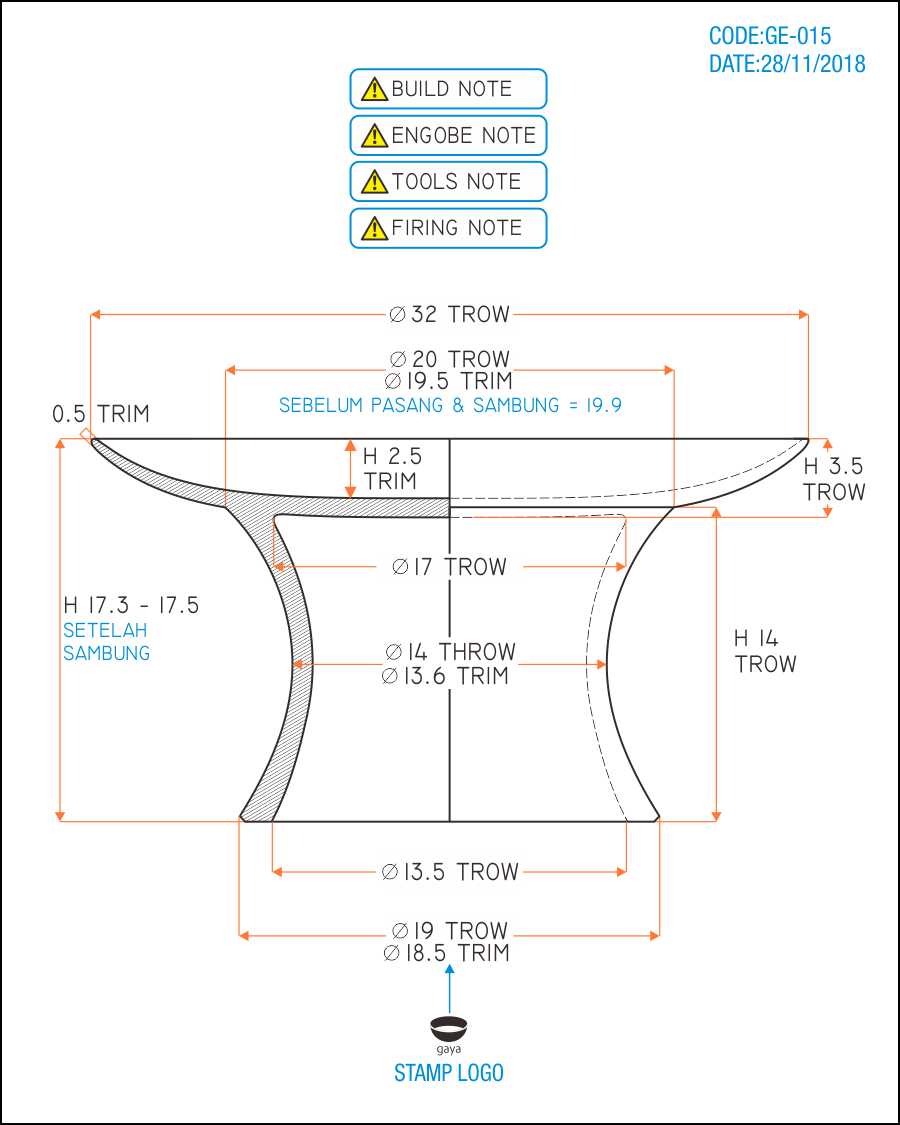 CODE:GE-015
DATE:28/11/2018
BUILD NOTE
ENGOBE NOTE
TOOLS NOTE
FIRING NOTE
∅32 TROW
∅20 TROW
∅19.5 TRIM
SEBELUM PASANG & SAMBUNG = 19.9
0.5 TRIM
H 2.5
TRIM
H 3.5
TROW
∅17 TROW
H 17.3 - 17.5
SETELAH
SAMBUNG
∅14 THROW
∅13.6 TRIM
H 14
TROW
∅13.5 TROW
∅19 TROW
∅18.5 TRIM
gaya
STAMP LOGO